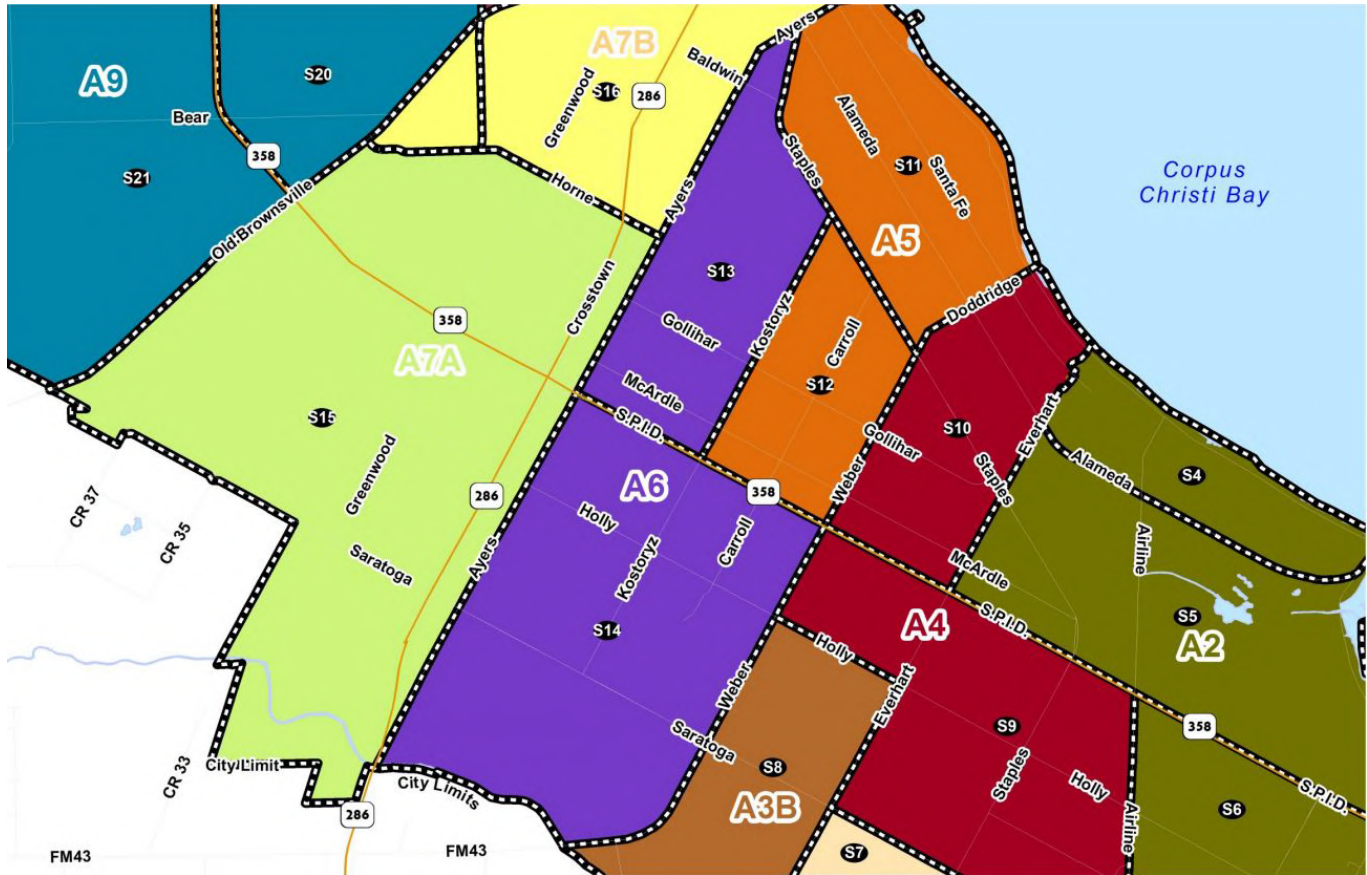 Ayers
A7B
Baldwin
S20
A9
S16
Greenwood
286
Bear
Alameda
358
Staples
S11
Santa Fe
Corpus
Christi Bay
S21
Horne
Ayers
Old Brownsville
A5
S13
Crosstown
Doddridge
358
Gollihar
Kostoryz
Carroll
A7A
McArdle
S12
S15
S.P.I.D.
Everhart
S10
Gollihar
Staples
Alameda
S4
Greenwood
A6
Weber
358
286
CR 37
Holly
Carroll
Airline
CR 35
Ayers
Saratoga
Kostoryz
McArdle
S.P.I.D.
S5
S14
A4
A2
Holly
Weber
Everhart
S9
358
Saratoga
City Limit
CR 33
City Limits
S8
Staples
Holly
S.P.I.D.
A3B
Airline
S6
286
FM43
FM43
S7